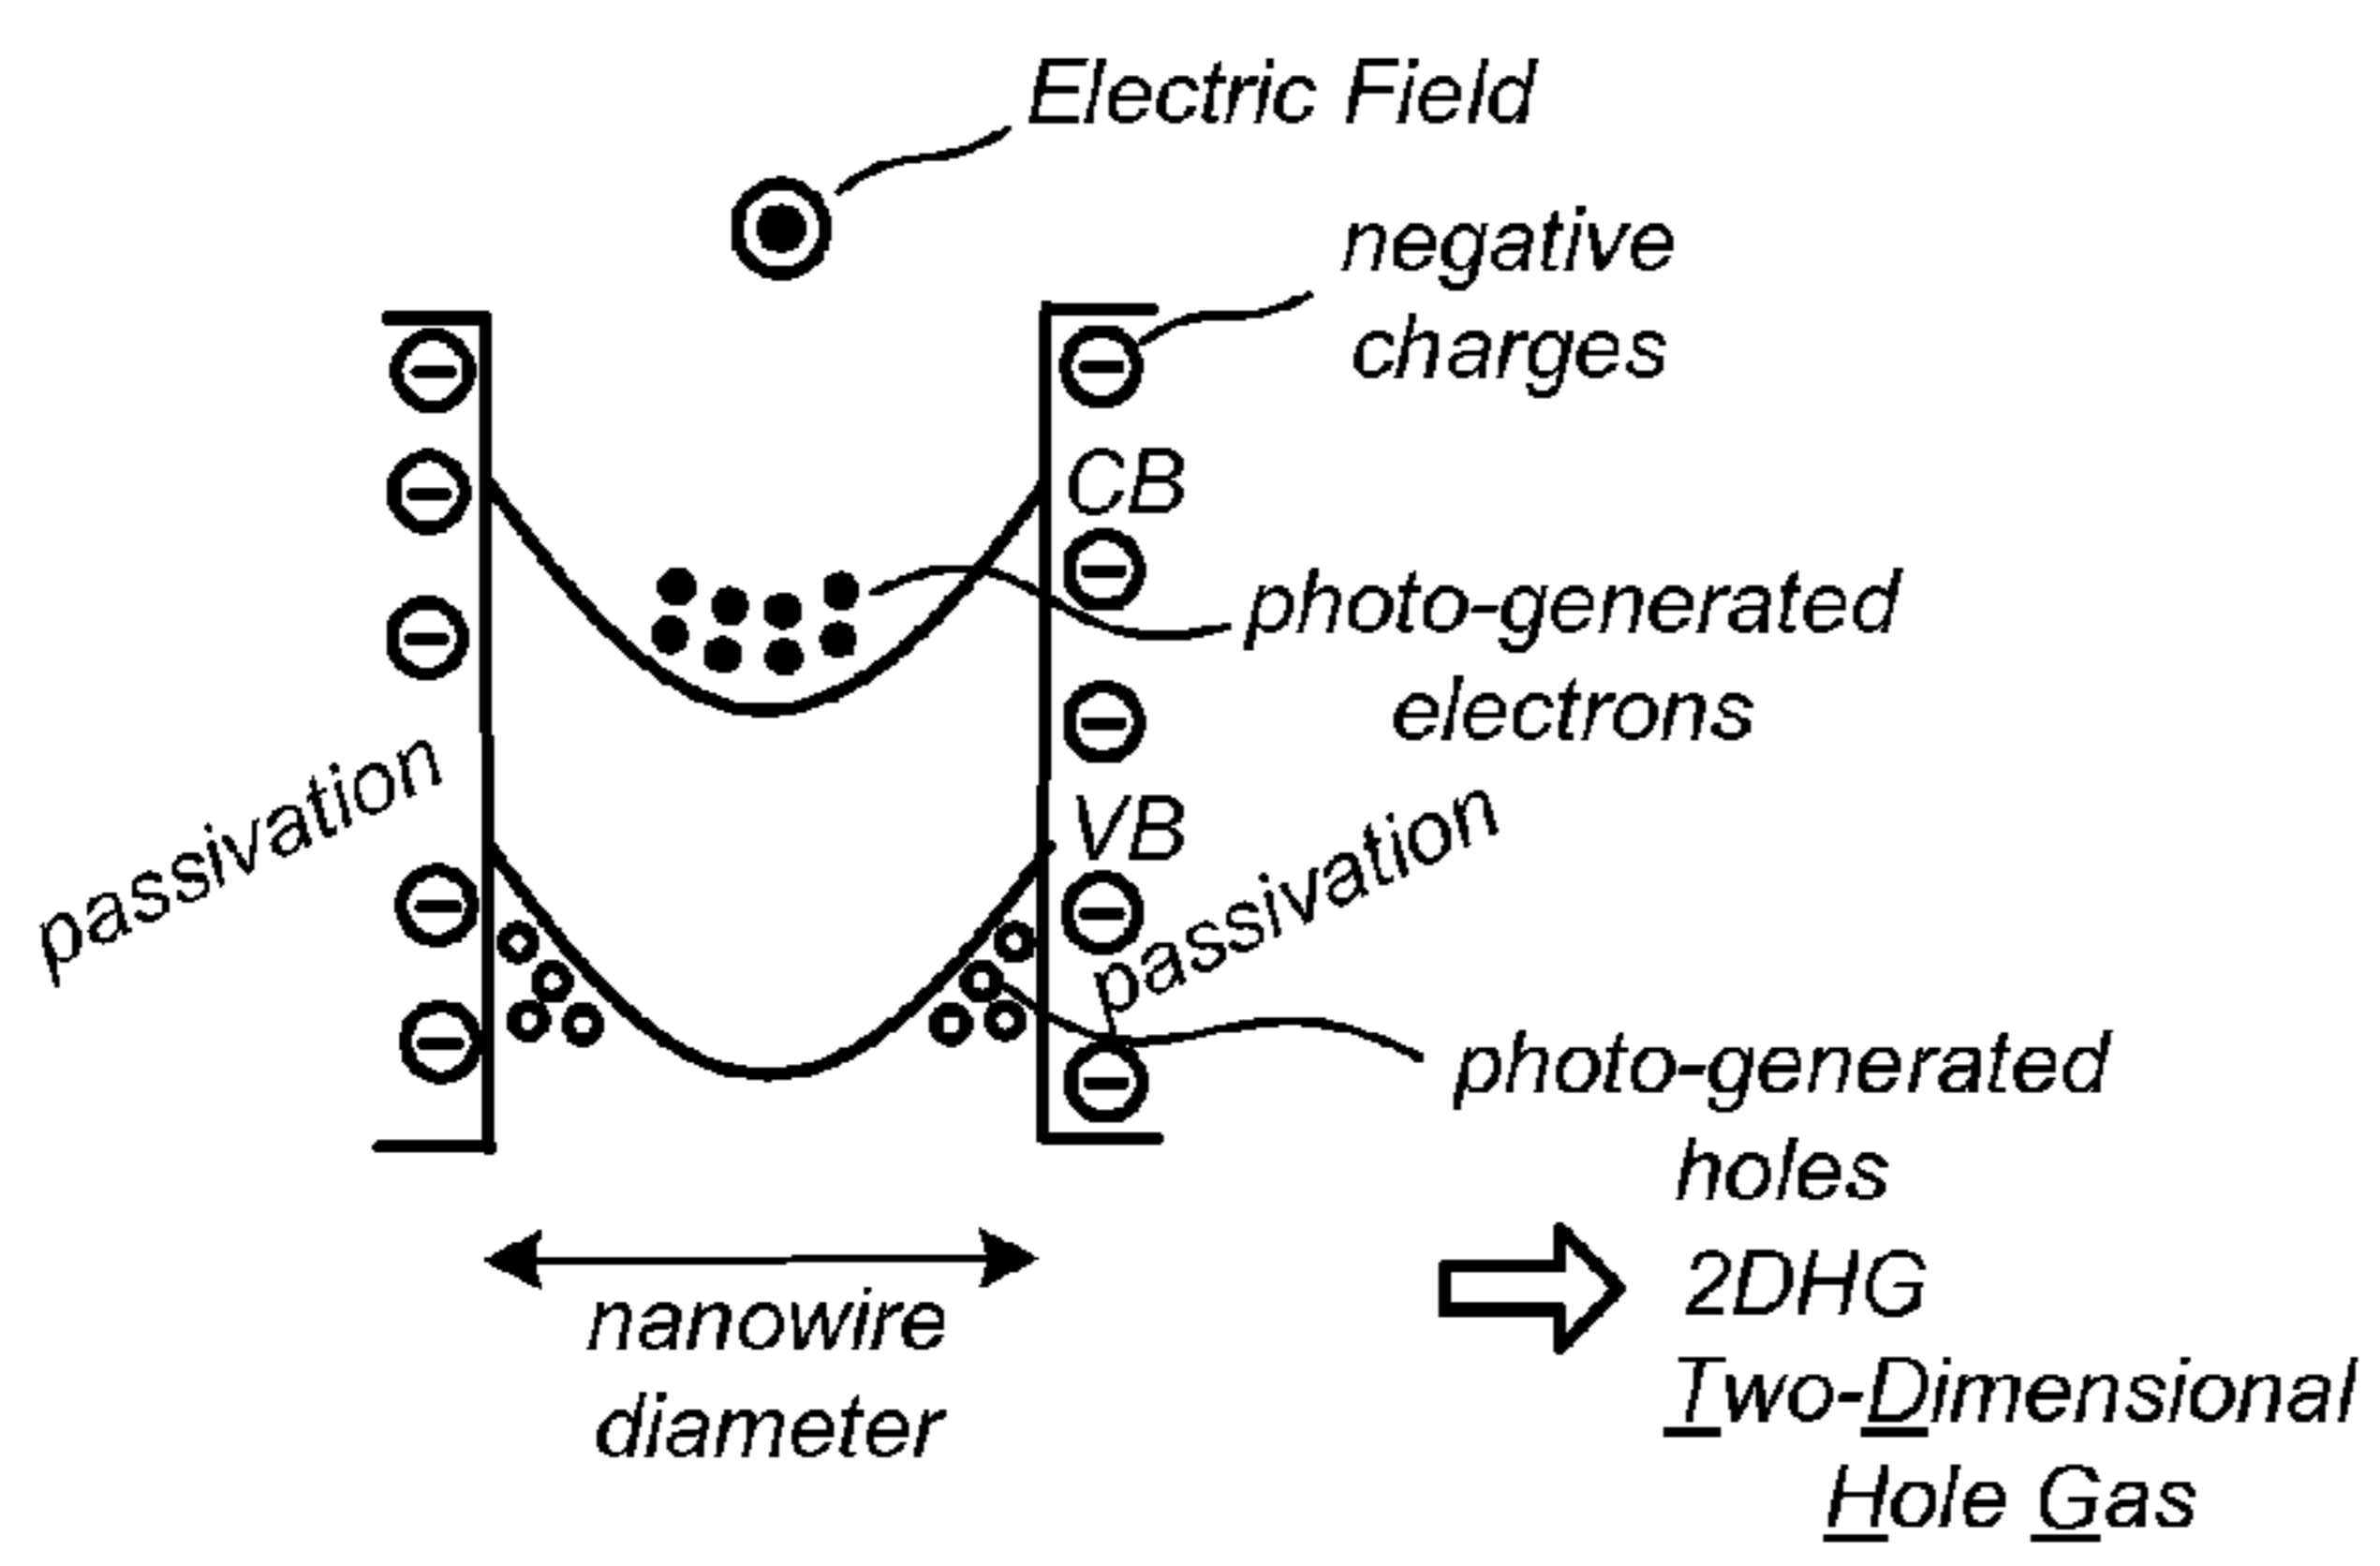 Electric Field
negative
charges
CB
photo-generated
electrons
passivation
VB
passivation
photo-generated
holes
2DHG
nanowire
diameter
Two-Dimensional
Hole Gas